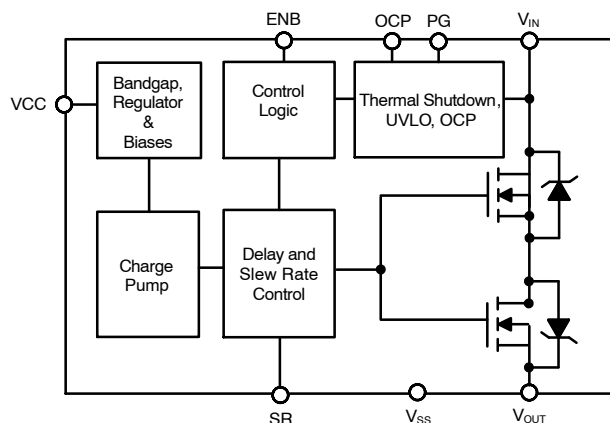 ENB
OCP
PG
VIN
VCC
Bandgap,
Regulator
&
Biases
Control
Logic
Thermal Shutdown,
UVLO, OCP
Charge
Pump
Delay and
Slew Rate
Control
SR
VSS
VOUT